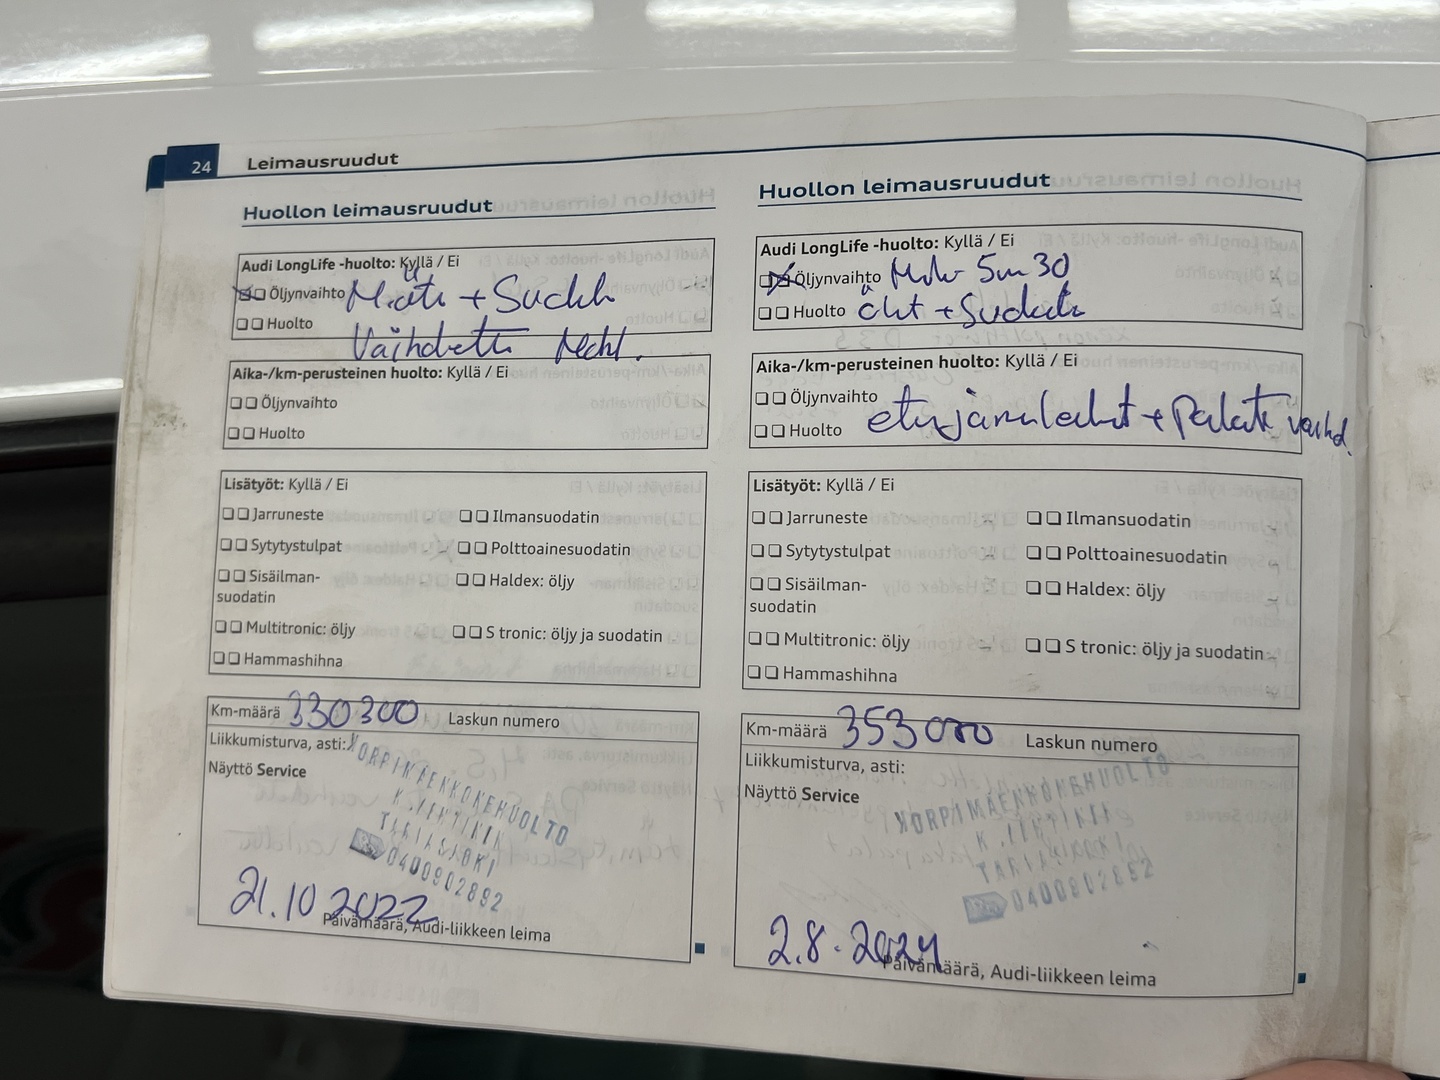 24 Leimausruudut
Huollon leimausruudut
Audi LongLife -huolto: Kyllä / Ei
Öljynvaihto + Suodah
Huolto
Aika-/km-perusteinen huolto: Kyllä / Ei
Öljynvaihto
Huolto
Lisätyöt: Kyllä / Ei
Jarruneste
Ilmansuodatin
Sytytystulpat
Polttoainesuodatin
Sisäilman-
suodatin
Haldex: öljy
Multitronic: öljy
S tronic: öljy ja suodatin
Hammashihna
Km-määrä 330300 Laskun numero
Liikkumisturva, asti:
Näyttö Service
KORPIMÄENKONEHUOLTO
0400902892
21.10 2022
Päivämäärä, Audi-liikkeen leima
Huollon leimausruudut
Audi LongLife -huolto: Kyllä / Ei
Öljynvaihto 5W30
Huolto
Aika-/km-perusteinen huolto: Kyllä / Ei
Öljynvaihto
Huolto etujarrulevyt + Palat vaihd.
Lisätyöt: Kyllä / Ei
Jarruneste
Ilmansuodatin
Sytytystulpat
Polttoainesuodatin
Sisäilman-
suodatin
Haldex: öljy
Multitronic: öljy
S tronic: öljy ja suodatin
Hammashihna
Km-määrä 353000 Laskun numero
Liikkumisturva, asti:
Näyttö Service
KORPIMÄENKONEHUOLTO
0400902892
2.8.2024
Päivämäärä, Audi-liikkeen leima